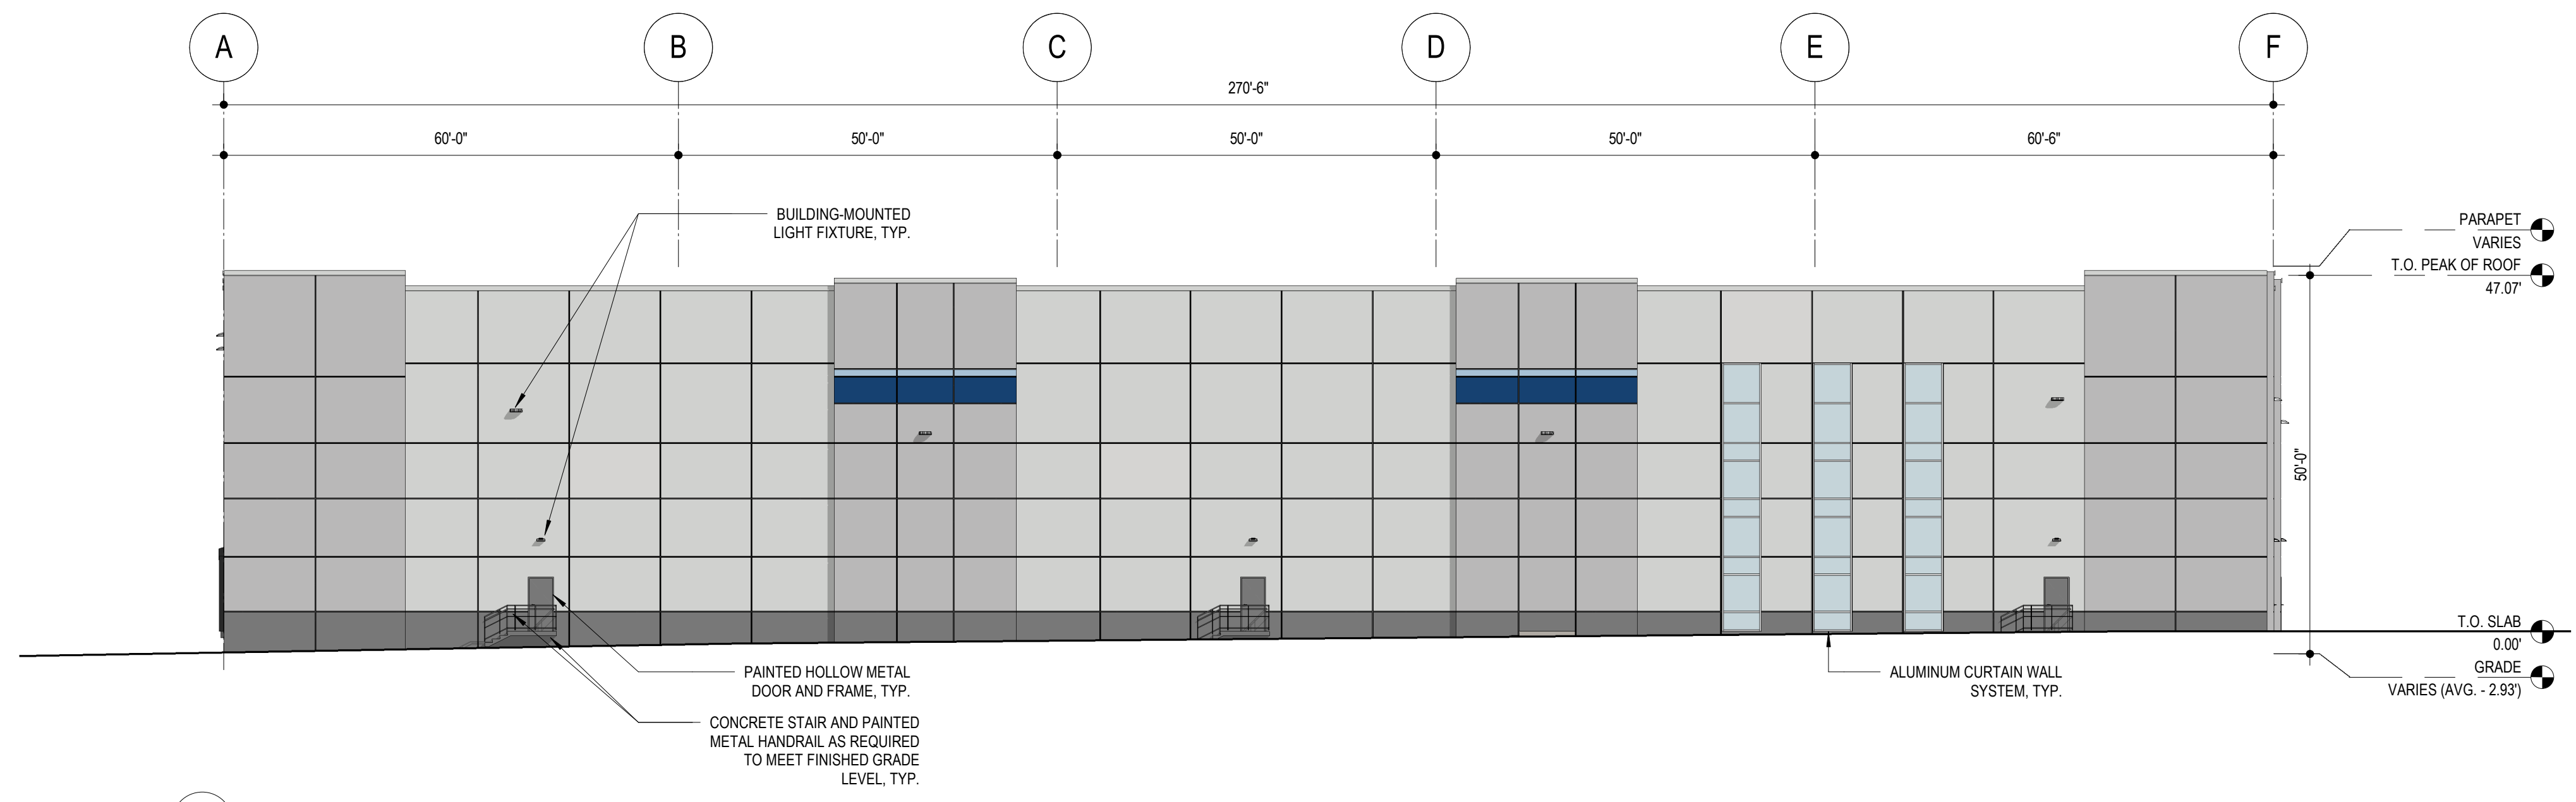 A B C D E F
270'-6"
60'-0" 50'-0" 50'-0" 50'-0" 60'-6"
BUILDING-MOUNTED
LIGHT FIXTURE, TYP.
PARAPET
VARIES
T.O. PEAK OF ROOF
47.07'
50'-0"
T.O. SLAB
0.00'
GRADE
VARIES (AVG. - 2.93')
PAINTED HOLLOW METAL
DOOR AND FRAME, TYP.
ALUMINUM CURTAIN WALL
SYSTEM, TYP.
CONCRETE STAIR AND PAINTED
METAL HANDRAIL AS REQUIRED
TO MEET FINISHED GRADE
LEVEL, TYP.